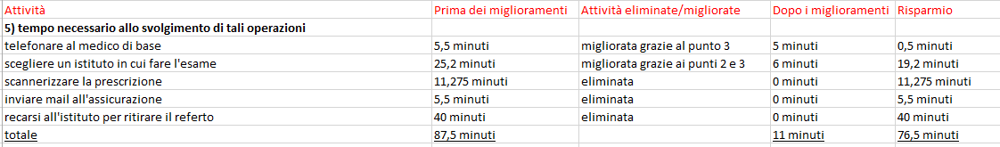 Attività Prima dei miglioramenti Attività eliminate/migliorate Dopo i miglioramenti Risparmio
5) tempo necessario allo svolgimento di tali operazioni
telefonare al medico di base 5,5 minuti migliorata grazie al punto 3 5 minuti 0,5 minuti
scegliere un istituto in cui fare l'esame 25,2 minuti migliorata grazie ai punti 2 e 3 6 minuti 19,2 minuti
scannerizzare la prescrizione 11,275 minuti eliminata 0 minuti 11,275 minuti
inviare mail all'assicurazione 5,5 minuti eliminata 0 minuti 5,5 minuti
recarsi all'istituto per ritirare il referto 40 minuti eliminata 0 minuti 40 minuti
totale 87,5 minuti 11 minuti 76,5 minuti